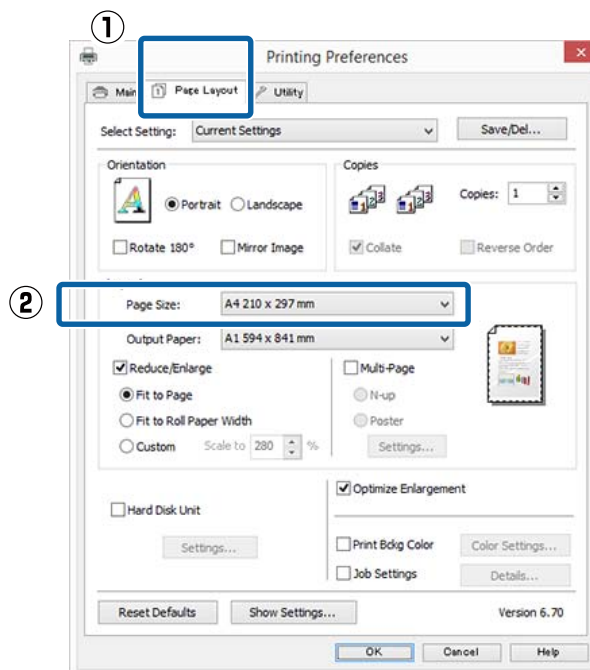 ①
Printing Preferences
Main Page Layout Utility
Select Setting: Current Settings Save/Del...
Orientation Copies
Portrait Landscape Copies: 1
Rotate 180° Mirror Image Collate Reverse Order
②
Page Size: A4 210 x 297 mm
Output Paper: A1 594 x 841 mm
Reduce/Enlarge Multi-Page
Fit to Page N-up
Fit to Roll Paper Width Poster
Custom Scale to 280 % Settings...
Optimize Enlargement
Hard Disk Unit
Settings... Print Bckg Color Color Settings...
Job Settings Details...
Reset Defaults Show Settings... Version 6.70
OK Cancel Help